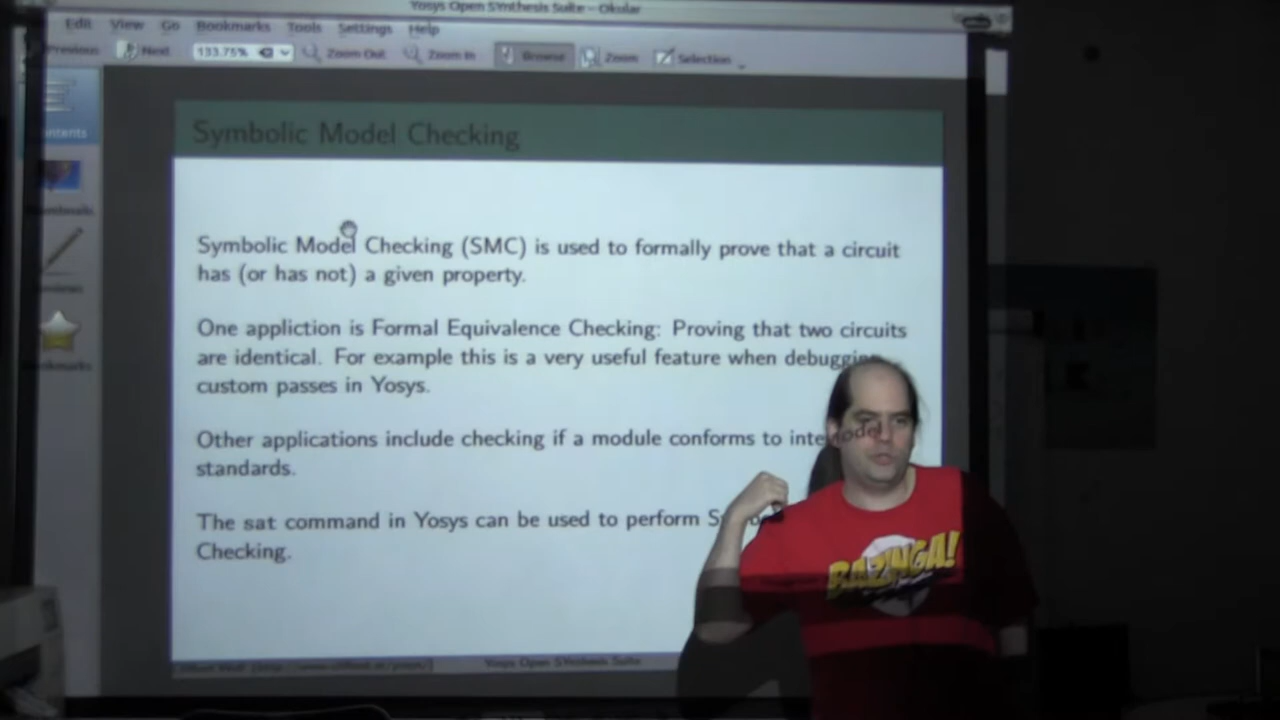 Yosys Open SYnthesis Suite – Okular
Edit View Go Bookmarks Tools Settings Help
Previous Next 133.75% Zoom Out Zoom In Browse Zoom Selection
Symbolic Model Checking
Symbolic Model Checking (SMC) is used to formally prove that a circuit
has (or has not) a given property.
One appliction is Formal Equivalence Checking: Proving that two circuits
are identical. For example this is a very useful feature when debugging
custom passes in Yosys.
Other applications include checking if a module conforms to inte
standards.
The sat command in Yosys can be used to perform S Model
Checking.
BAZINGA!
Yosys Open SYnthesis Suite